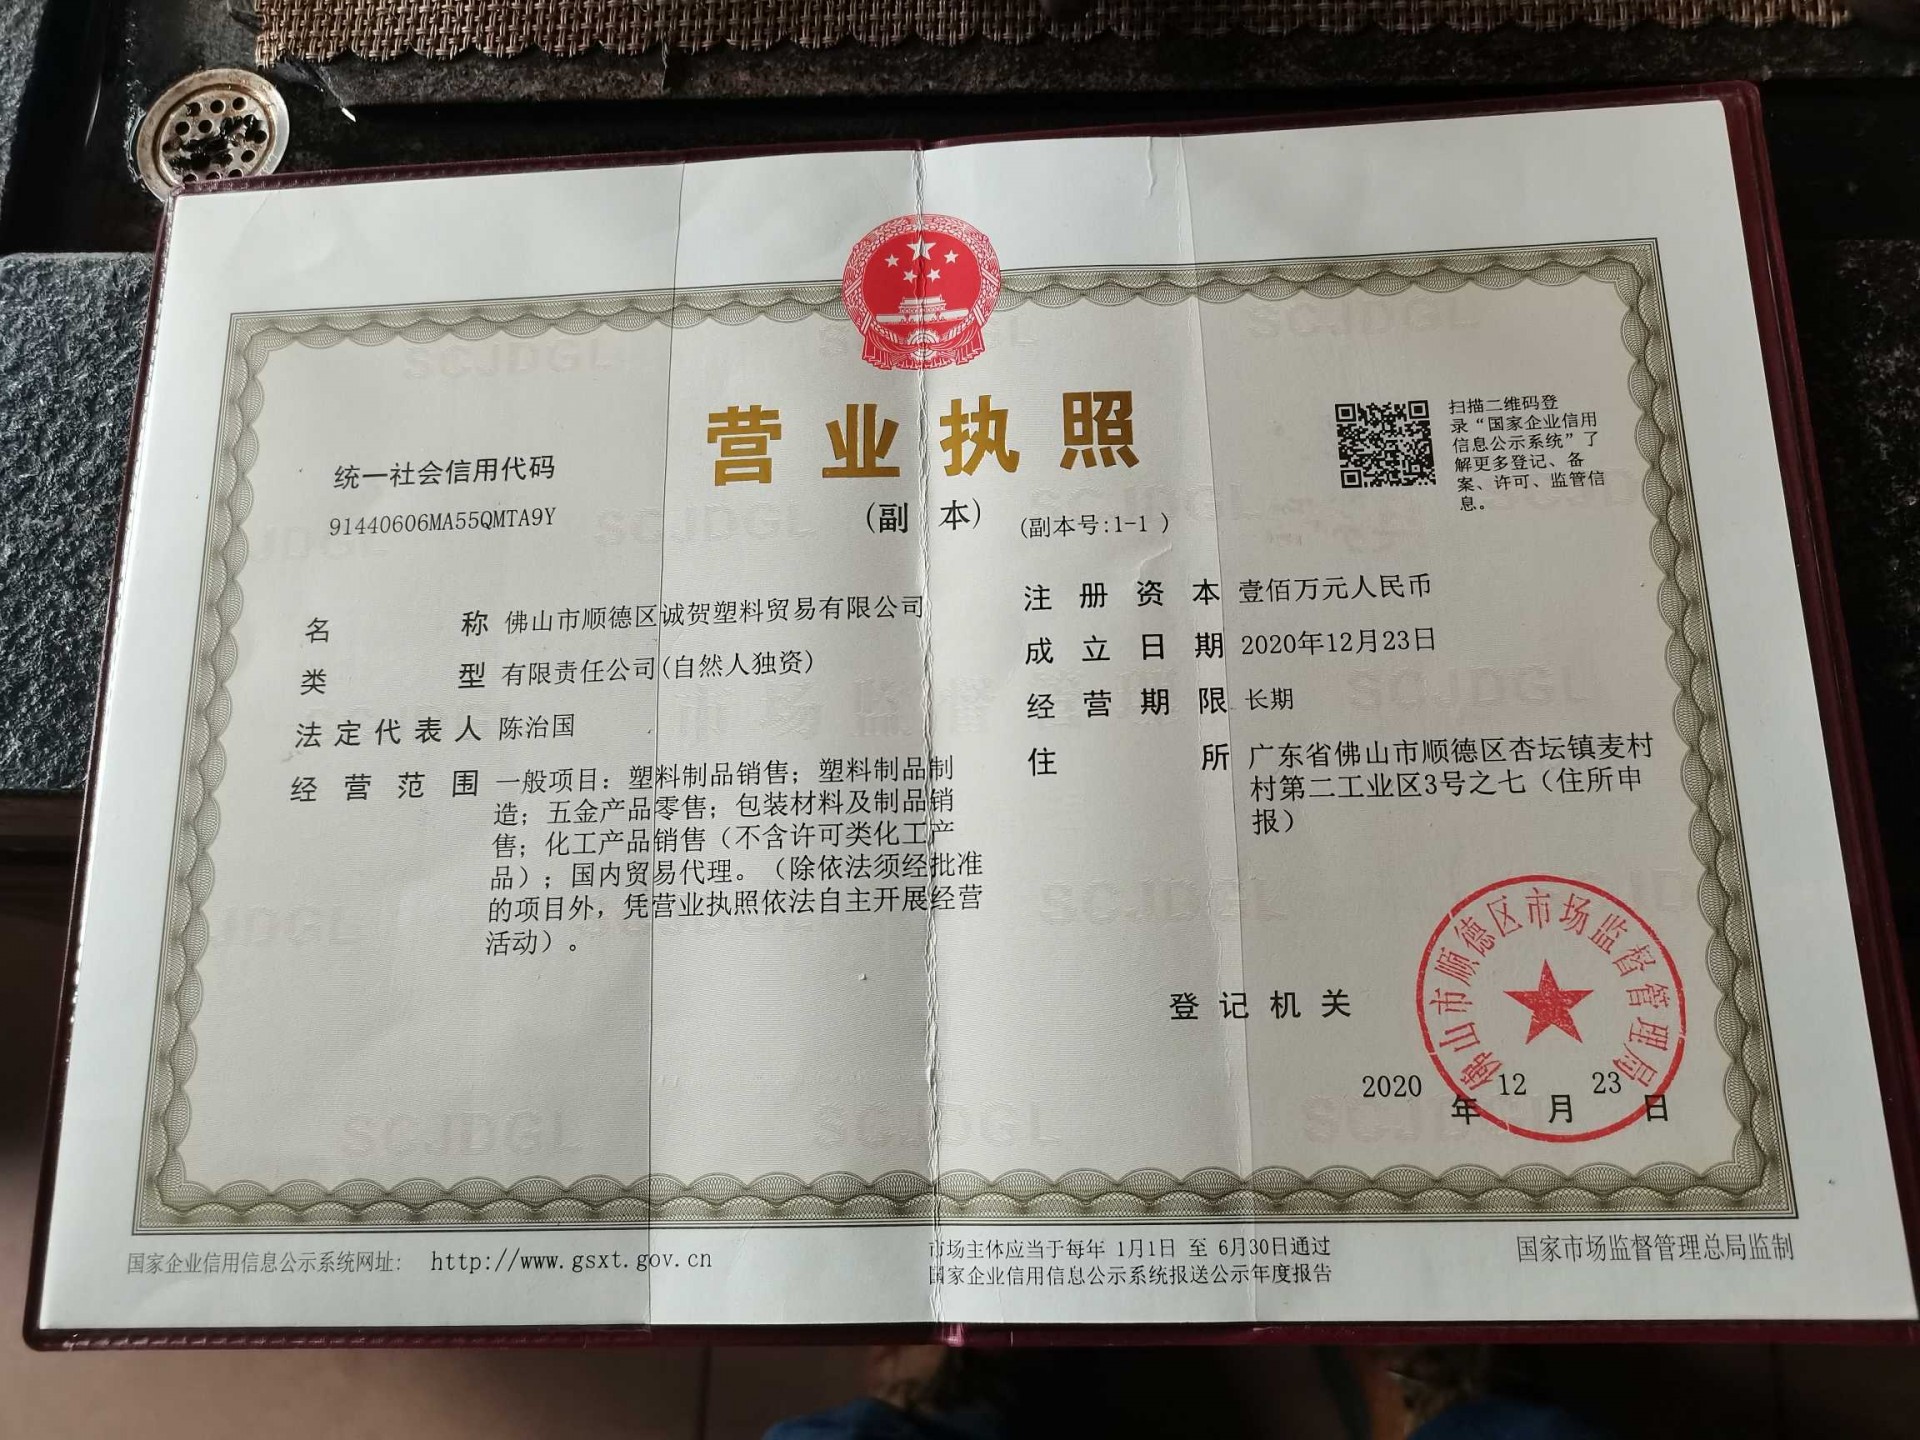 营业执照
(副 本) (副本号:1-1 )
统一社会信用代码
91440606MA55QMTA9Y
扫描二维码登
录“国家企业信用
信息公示系统”了
解更多登记、备
案、许可、监管信
息。
名 称 佛山市顺德区诚贺塑料贸易有限公司
类 型 有限责任公司(自然人独资)
法定代表人 陈治国
经营范围 一般项目：塑料制品销售；塑料制品制
造；五金产品零售；包装材料及制品销
售；化工产品销售（不含许可类化工产
品）；国内贸易代理。（除依法须经批准
的项目外，凭营业执照依法自主开展经营
活动）。
注册资本 壹佰万元人民币
成立日期 2020年12月23日
经营期限 长期
住 所 广东省佛山市顺德区杏坛镇麦村
村第二工业区3号之七（住所申
报）
登记机关
佛山市顺德区市场监督管理局
2020年12月23日
国家企业信用信息公示系统网址： http://www.gsxt.gov.cn
市场主体应当于每年 1月1日 至 6月30日通过
国家企业信用信息公示系统报送公示年度报告
国家市场监督管理总局监制